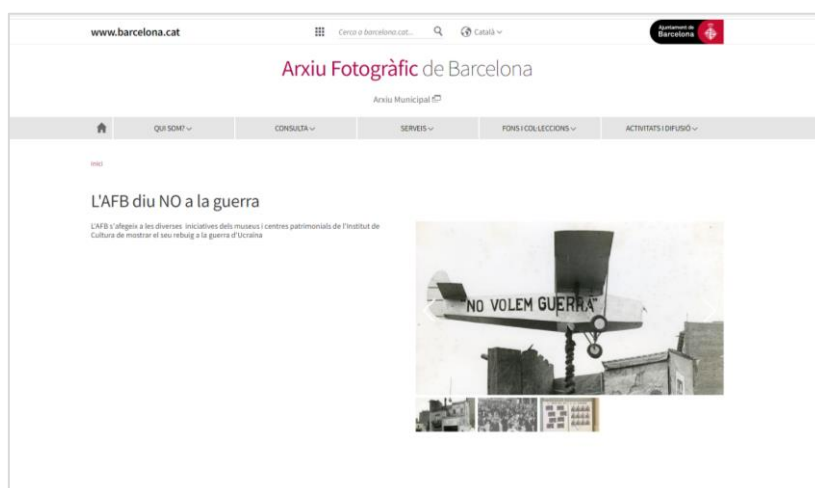 www.barcelona.cat
Cerca a barcelona.cat...
Català
Ajuntament de
Barcelona
Arxiu Fotogràfic de Barcelona
Arxiu Municipal
QUI SOM?
CONSULTA
SERVEIS
FONS I COL·LECCIONS
ACTIVITATS I DIFUSIÓ
Inici
L'AFB diu NO a la guerra
L'AFB s'afegeix a les diverses Iniciatives dels museus i centres patrimonials de l'Institut de
Cultura de mostrar el seu rebuig a la guerra d'Ucraïna
"NO VOLEM GUERRA"